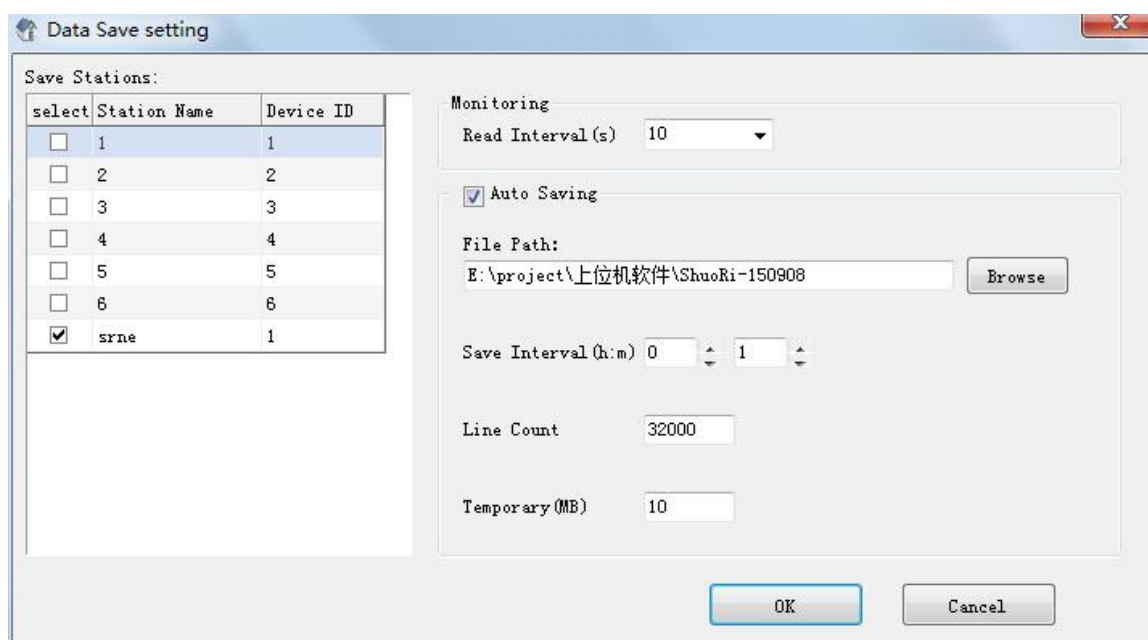 Data Save setting
Save Stations:
select Station Name Device ID
1 1
2 2
3 3
4 4
5 5
6 6
srne 1
Monitoring
Read Interval(s) 10
Auto Saving
File Path:
E:\project\上位机软件\ShuoRi-150908 Browse
Save Interval(h:m) 0 1
Line Count 32000
Temporary(MB) 10
OK Cancel